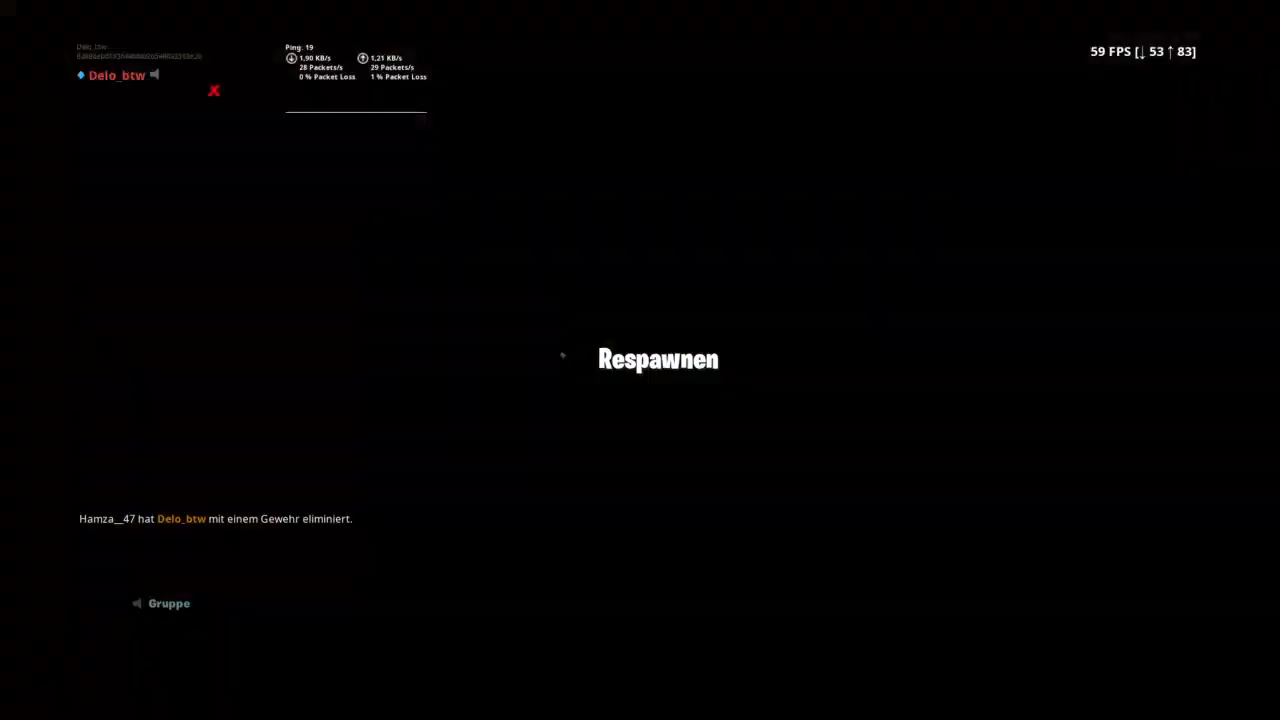 Delo_btw
Ping: 19
1,90 KB/s
1,21 KB/s
28 Packets/s
29 Packets/s
0 % Packet Loss
1 % Packet Loss
59 FPS [↓ 53 ↑ 83]
Delo_btw
X
Respawnen
Hamza__47 hat Delo_btw mit einem Gewehr eliminiert.
Gruppe